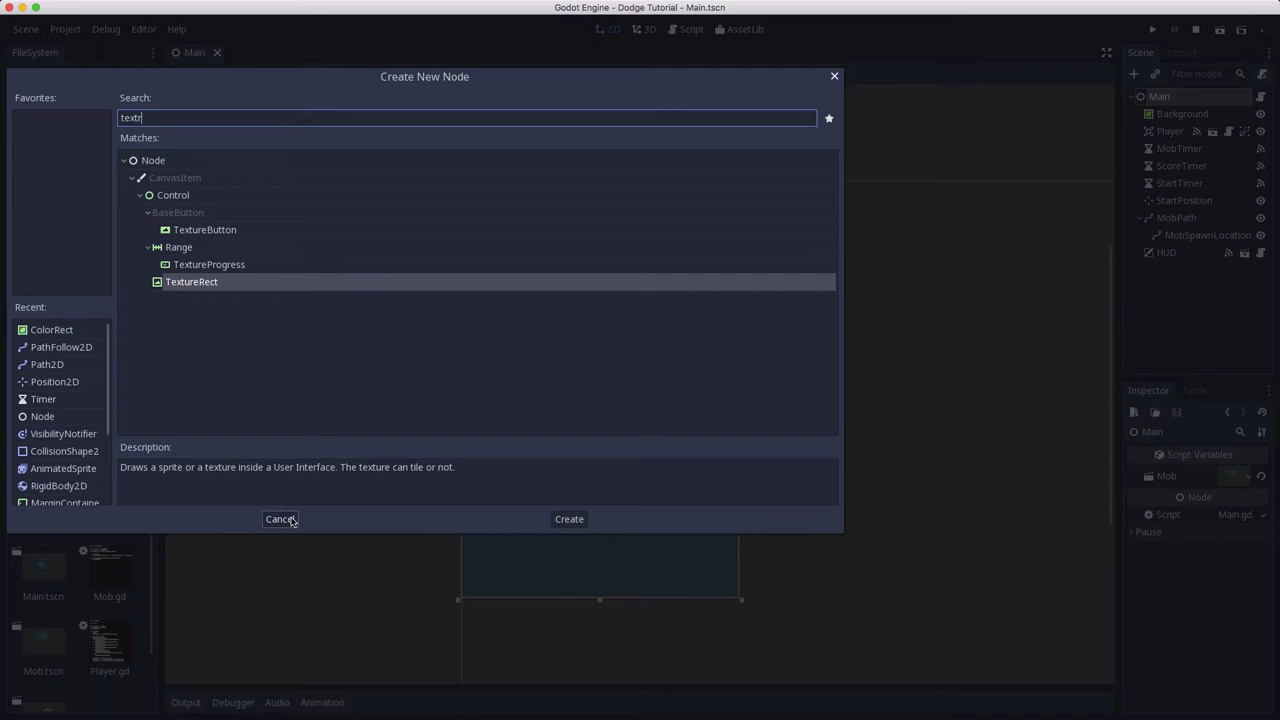 Godot Engine - Dodge Tutorial - Main.tscn
Scene Project Debug Editor Help
2D 3D Script AssetLib
FileSystem
Main
Scene Import
Filter nodes
Create New Node
Favorites:
Search:
textr
Matches:
Node
CanvasItem
Control
BaseButton
TextureButton
Range
TextureProgress
TextureRect
Recent:
ColorRect
PathFollow2D
Path2D
Position2D
Timer
Node
VisibilityNotifier
CollisionShape2
AnimatedSprite
RigidBody2D
MarginContaine
Description:
Draws a sprite or a texture inside a User Interface. The texture can tile or not.
Cancel
Create
Main
Background
Player
MobTimer
ScoreTimer
StartTimer
StartPosition
MobPath
MobSpawnLocation
HUD
Inspector Node
Main
Script Variables
Mob
Node
Script Main.gd
Pause
Main.tscn Mob.gd
Mob.tscn Player.gd
Output Debugger Audio Animation